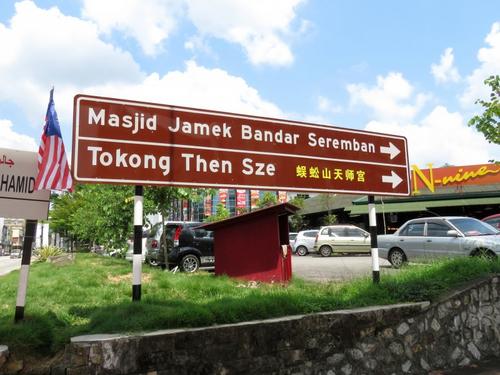 Masjid Jamek Bandar Seremban
Tokong Then Sze 蜈蚣山天师宫
HAMID
N-nine